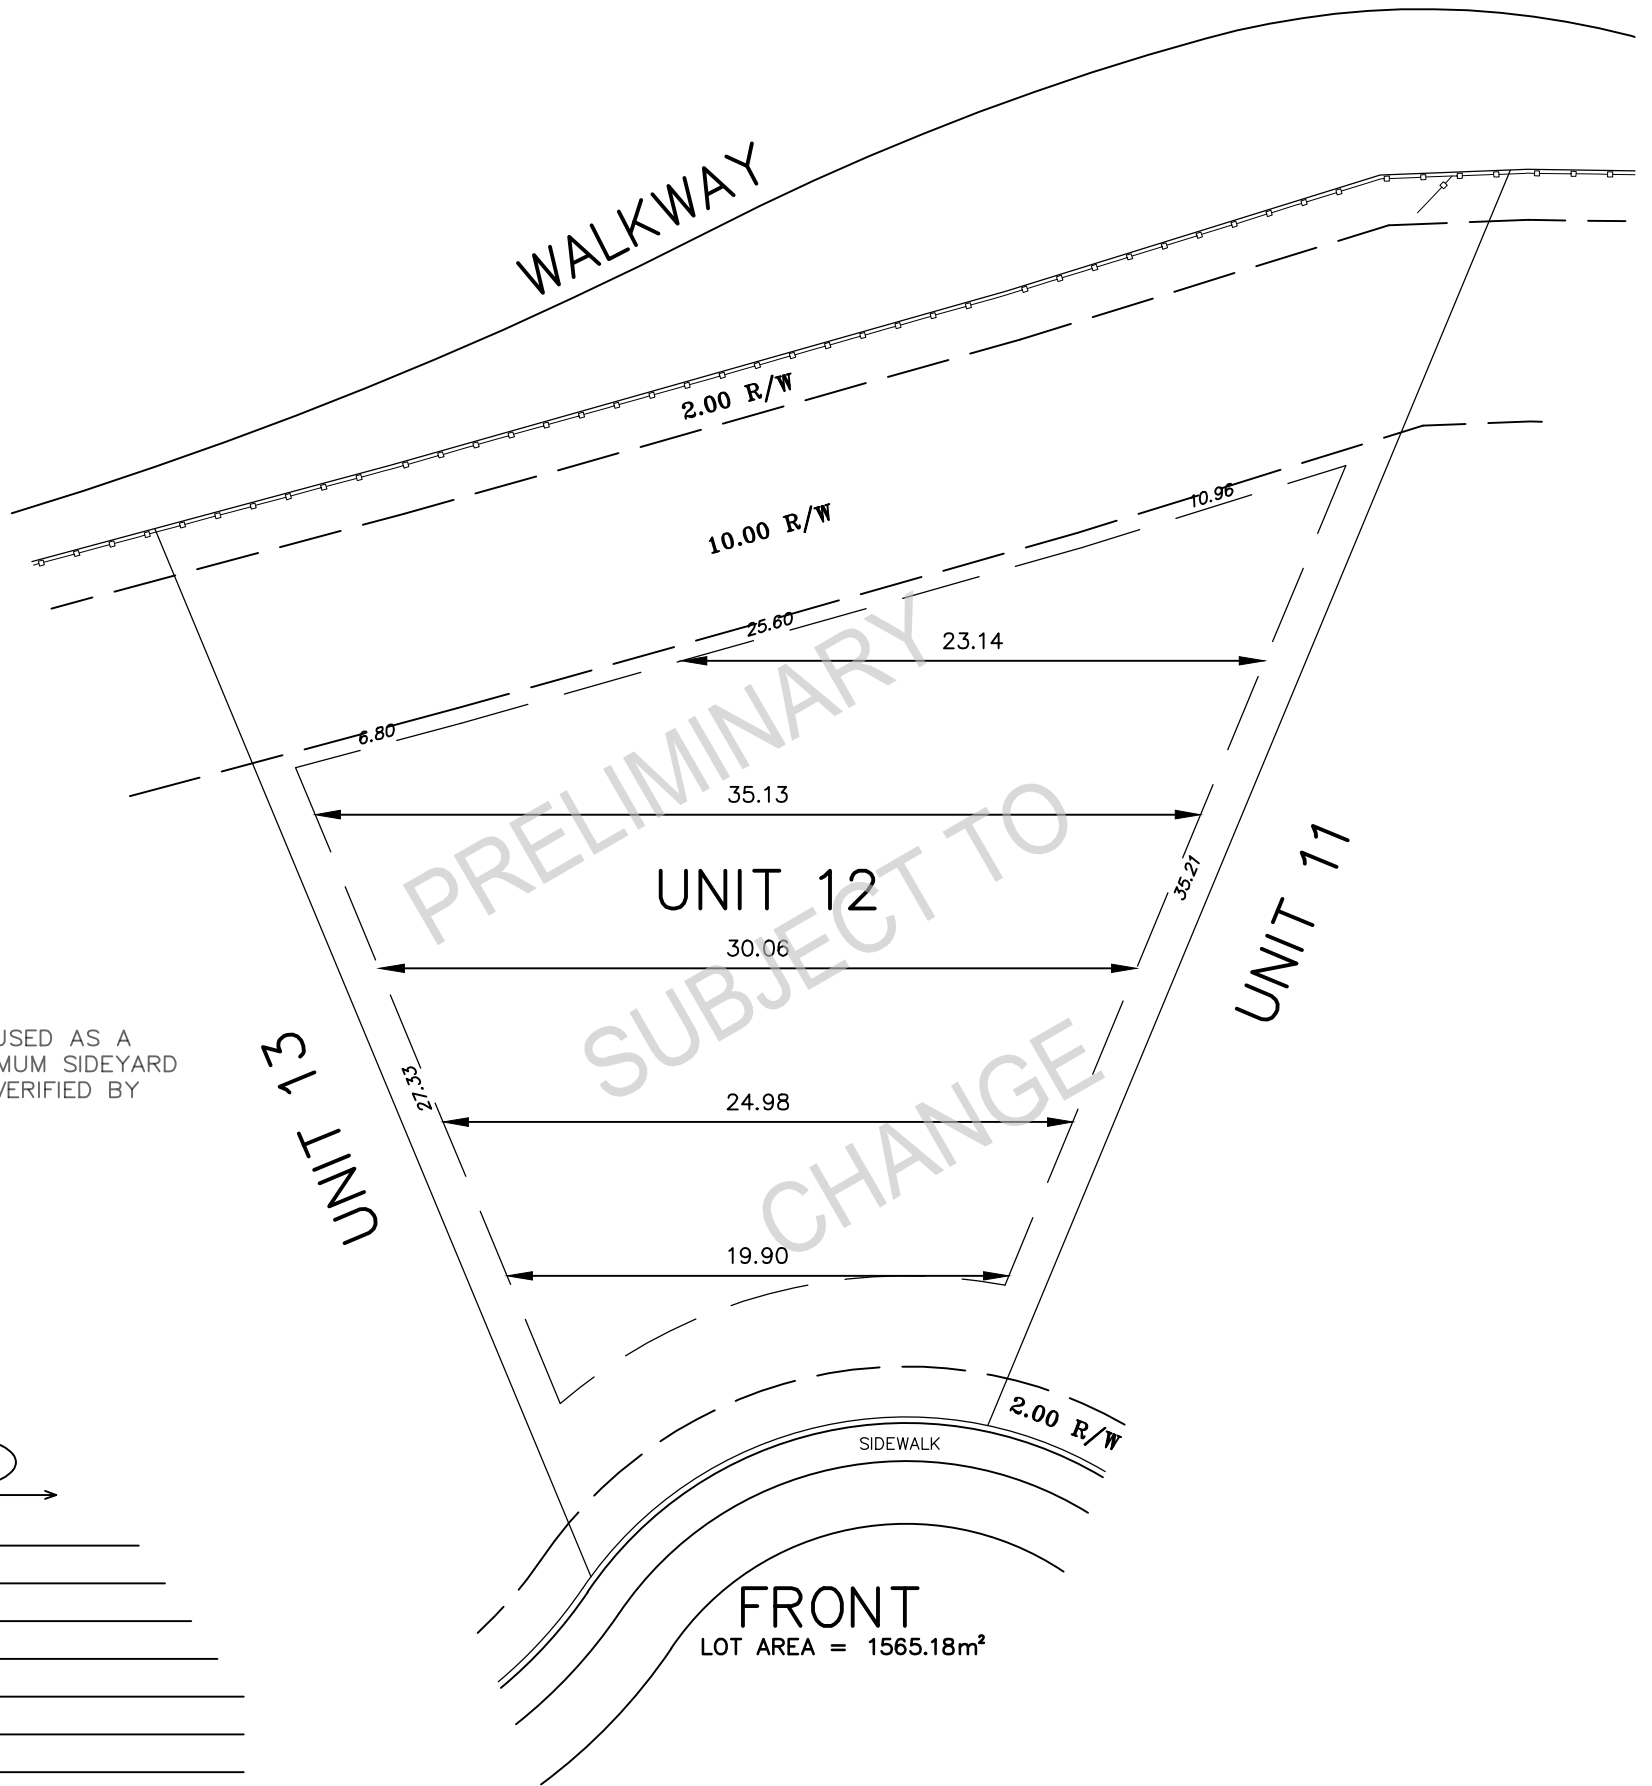 WALKWAY
2.00 R/W
10.00 R/W
10.96
25.60
23.14
6.80
35.13
PRELIMINARY
SUBJECT TO
CHANGE
UNIT 12
35.21
UNIT 11
30.06
USED AS A
MUM SIDEYARD
VERIFIED BY
UNIT 13
27.33
24.98
19.90
2.00 R/W
SIDEWALK
FRONT
LOT AREA = 1565.18m²